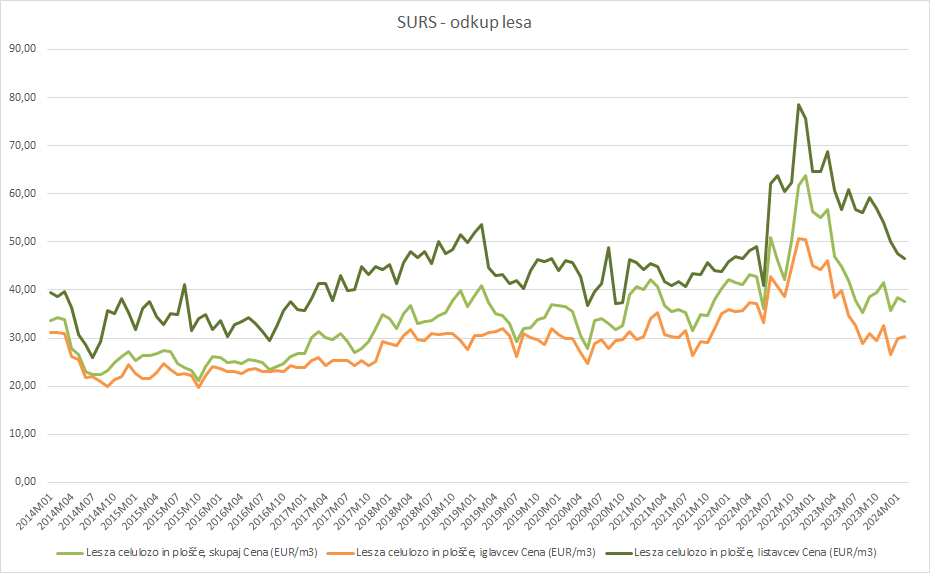 SURS - odkup lesa
90,00
80,00
70,00
60,00
50,00
40,00
30,00
20,00
10,00
0,00
2014M01
2014M04
2014M07
2014M10
2015M01
2015M04
2015M07
2015M10
2016M01
2016M04
2016M07
2016M10
2017M01
2017M04
2017M07
2017M10
2018M01
2018M04
2018M07
2018M10
2019M01
2019M04
2019M07
2019M10
2020M01
2020M04
2020M07
2020M10
2021M01
2021M04
2021M07
2021M10
2022M01
2022M04
2022M07
2022M10
2023M01
2023M04
2023M07
2023M10
2024M01
Les za celulozo in plošče, skupaj Cena (EUR/m3)
Les za celulozo in plošče, iglavcev Cena (EUR/m3)
Les za celulozo in plošče, listavcev Cena (EUR/m3)